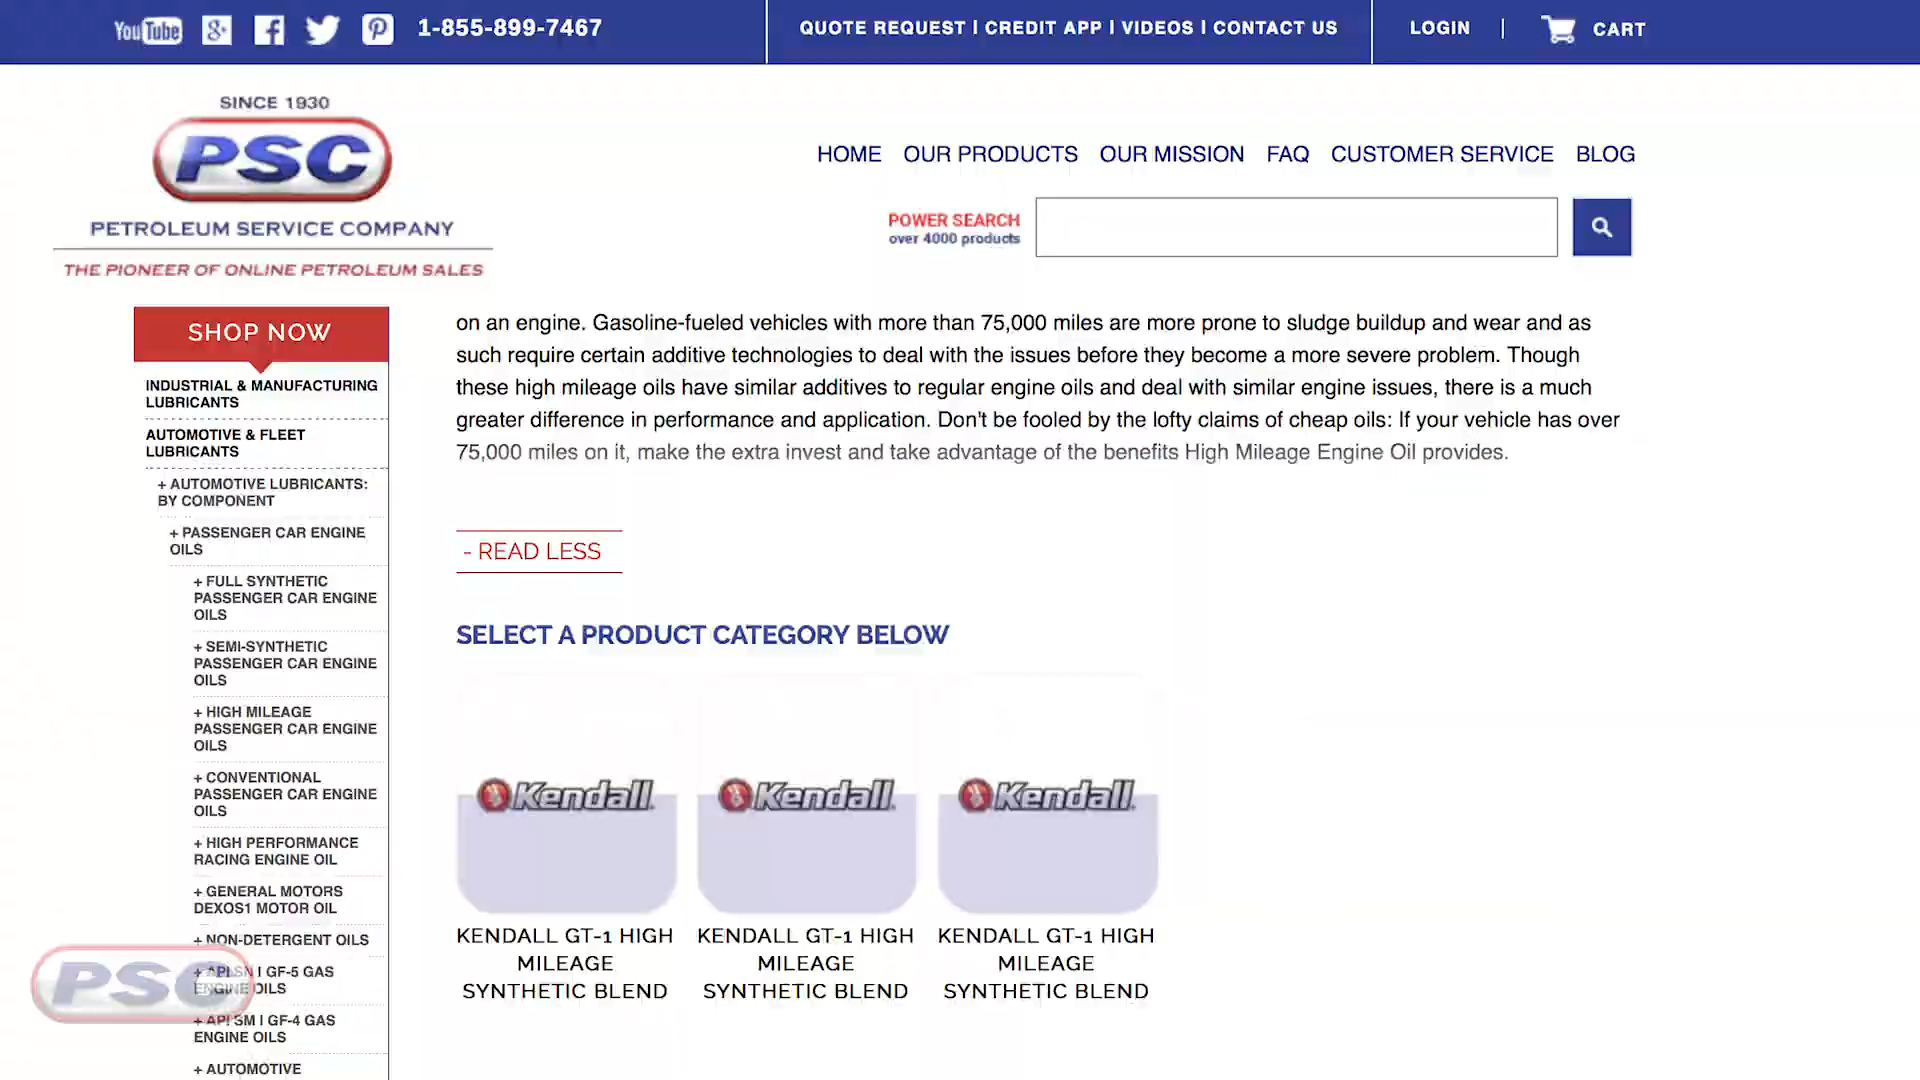 You Tube
1-855-899-7467
QUOTE REQUEST | CREDIT APP | VIDEOS | CONTACT US
LOGIN |
CART
SINCE 1930
PSC
PETROLEUM SERVICE COMPANY
THE PIONEER OF ONLINE PETROLEUM SALES
HOME OUR PRODUCTS OUR MISSION FAQ CUSTOMER SERVICE BLOG
POWER SEARCH
over 4000 products
SHOP NOW
INDUSTRIAL & MANUFACTURING
LUBRICANTS
AUTOMOTIVE & FLEET
LUBRICANTS
+ AUTOMOTIVE LUBRICANTS:
BY COMPONENT
+ PASSENGER CAR ENGINE
OILS
+ FULL SYNTHETIC
PASSENGER CAR ENGINE
OILS
+ SEMI-SYNTHETIC
PASSENGER CAR ENGINE
OILS
+ HIGH MILEAGE
PASSENGER CAR ENGINE
OILS
+ CONVENTIONAL
PASSENGER CAR ENGINE
OILS
+ HIGH PERFORMANCE
RACING ENGINE OIL
+ GENERAL MOTORS
DEXOS1 MOTOR OIL
+ NON-DETERGENT OILS
+ API SN | GF-5 GAS
ENGINE OILS
+ API SM | GF-4 GAS
ENGINE OILS
+ AUTOMOTIVE
PSC
on an engine. Gasoline-fueled vehicles with more than 75,000 miles are more prone to sludge buildup and wear and as
such require certain additive technologies to deal with the issues before they become a more severe problem. Though
these high mileage oils have similar additives to regular engine oils and deal with similar engine issues, there is a much
greater difference in performance and application. Don't be fooled by the lofty claims of cheap oils: If your vehicle has over
75,000 miles on it, make the extra invest and take advantage of the benefits High Mileage Engine Oil provides.
- READ LESS
SELECT A PRODUCT CATEGORY BELOW
Kendall
KENDALL GT-1 HIGH
MILEAGE
SYNTHETIC BLEND
Kendall
KENDALL GT-1 HIGH
MILEAGE
SYNTHETIC BLEND
Kendall
KENDALL GT-1 HIGH
MILEAGE
SYNTHETIC BLEND